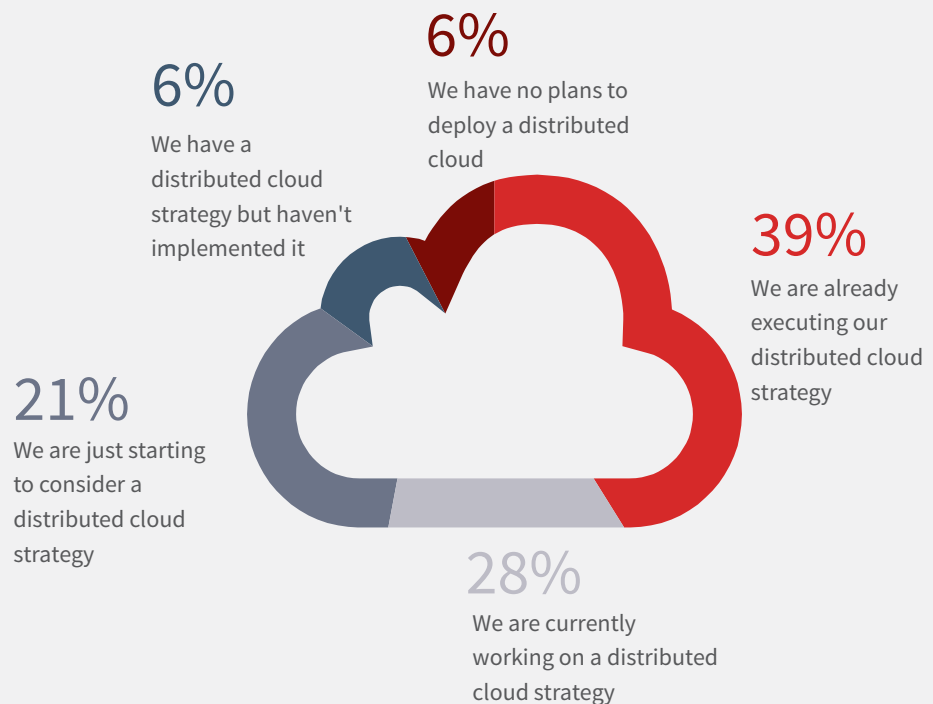 6%
We have no plans to
deploy a distributed
cloud
6%
We have a
distributed cloud
strategy but haven't
implemented it
39%
We are already
executing our
distributed cloud
strategy
21%
We are just starting
to consider a
distributed cloud
strategy
28%
We are currently
working on a distributed
cloud strategy